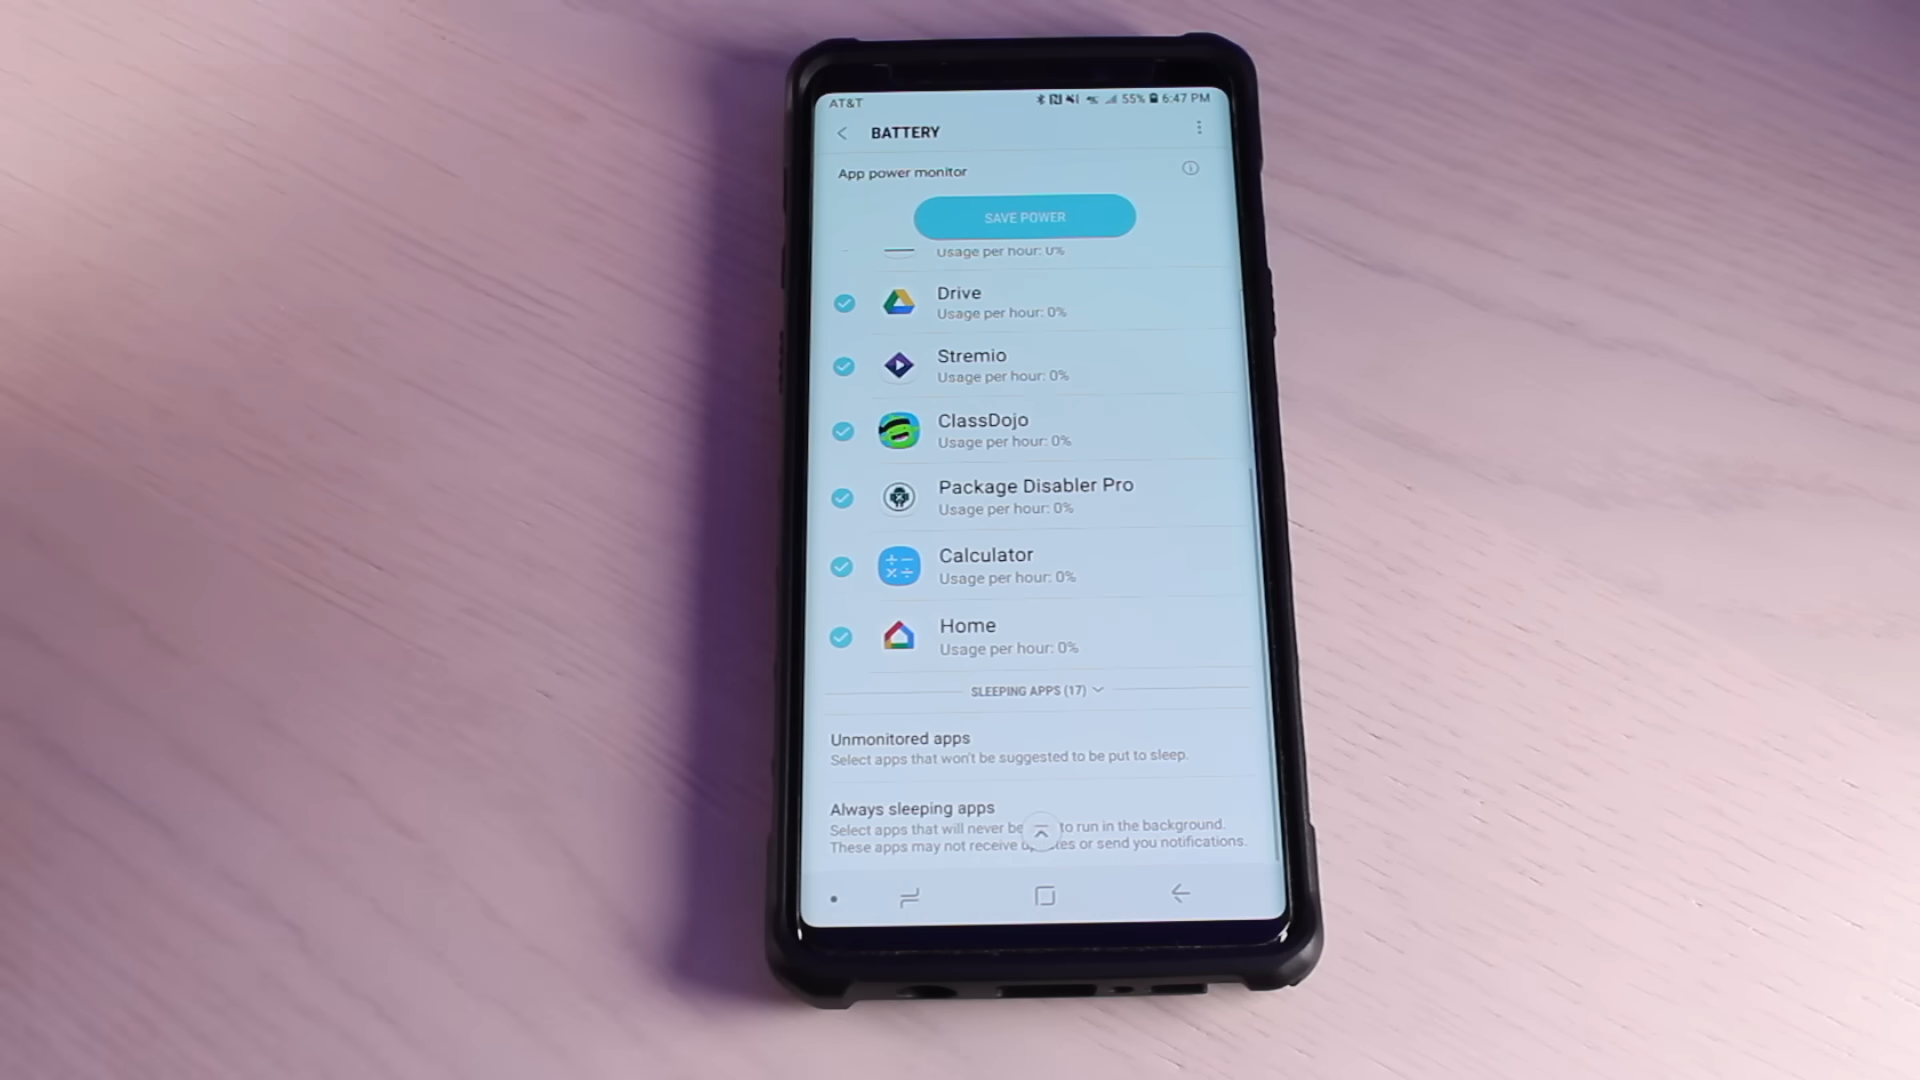 AT&T 55% 6:47 PM
BATTERY
App power monitor
SAVE POWER
Usage per hour: 0%
Drive
Usage per hour: 0%
Stremio
Usage per hour: 0%
ClassDojo
Usage per hour: 0%
Package Disabler Pro
Usage per hour: 0%
Calculator
Usage per hour: 0%
Home
Usage per hour: 0%
SLEEPING APPS (17)
Unmonitored apps
Select apps that won't be suggested to be put to sleep.
Always sleeping apps
Select apps that will never be to run in the background.
These apps may not receive or send you notifications.